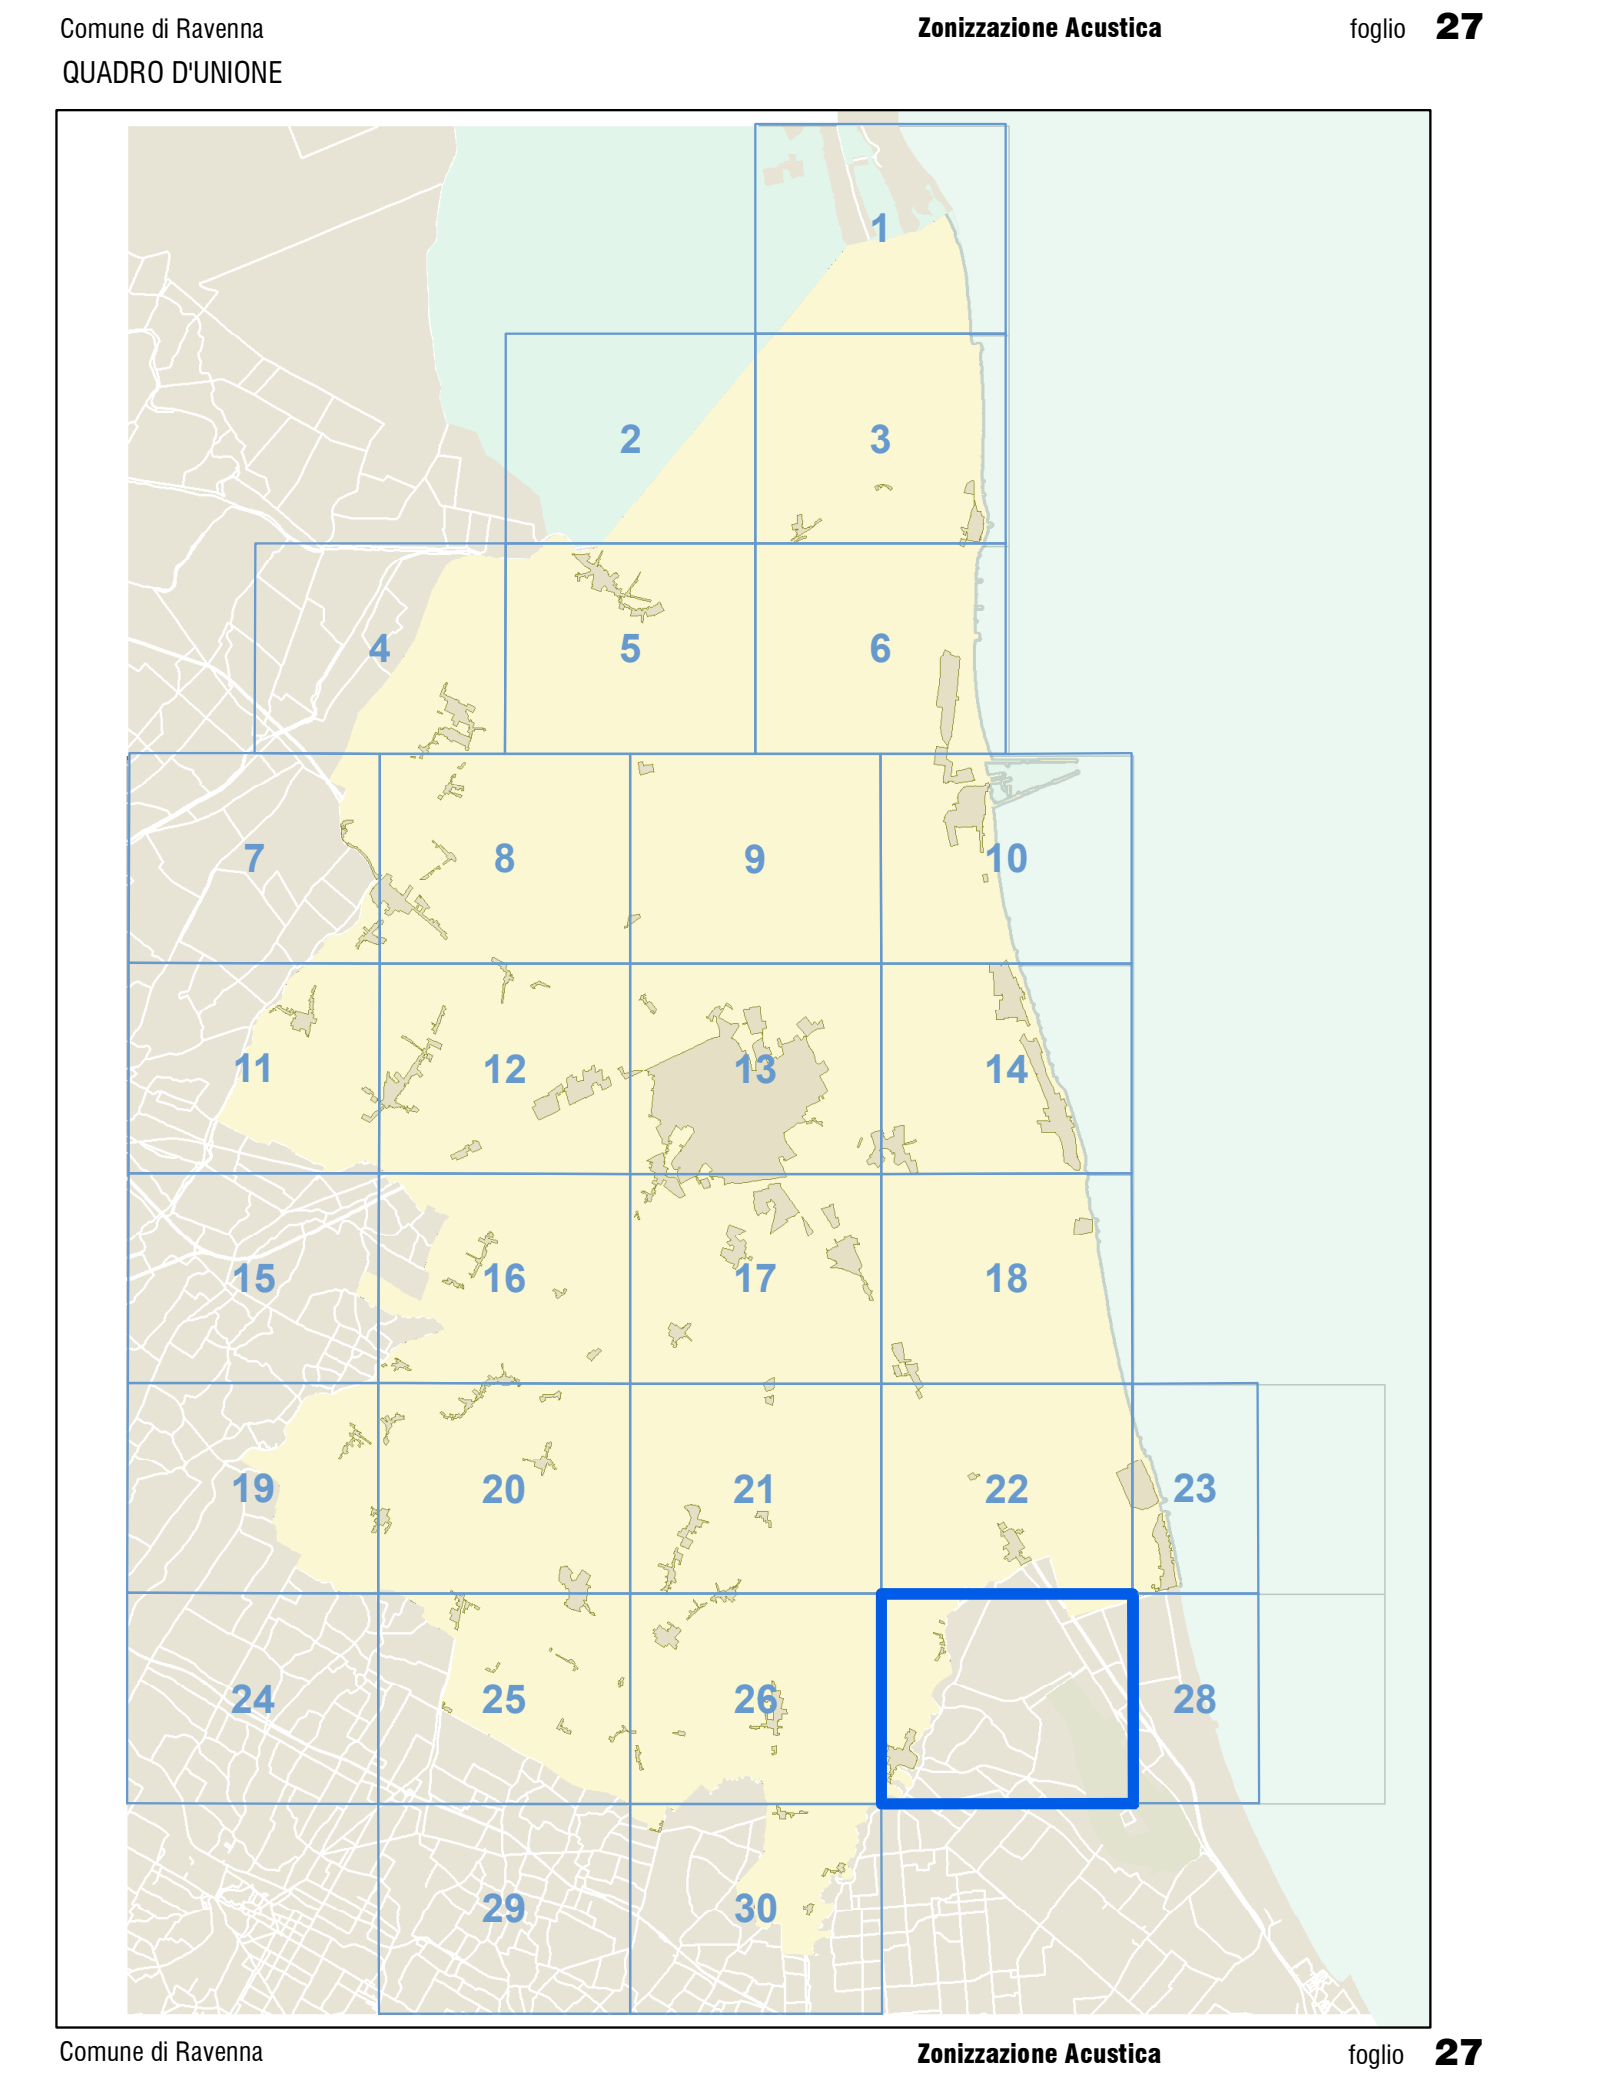 Comune di Ravenna Zonizzazione Acustica foglio 27
QUADRO D'UNIONE
1
2 3
4 5 6
7 8 9 10
11 12 13 14
15 16 17 18
19 20 21 22 23
24 25 26 28
29 30
Comune di Ravenna Zonizzazione Acustica foglio 27